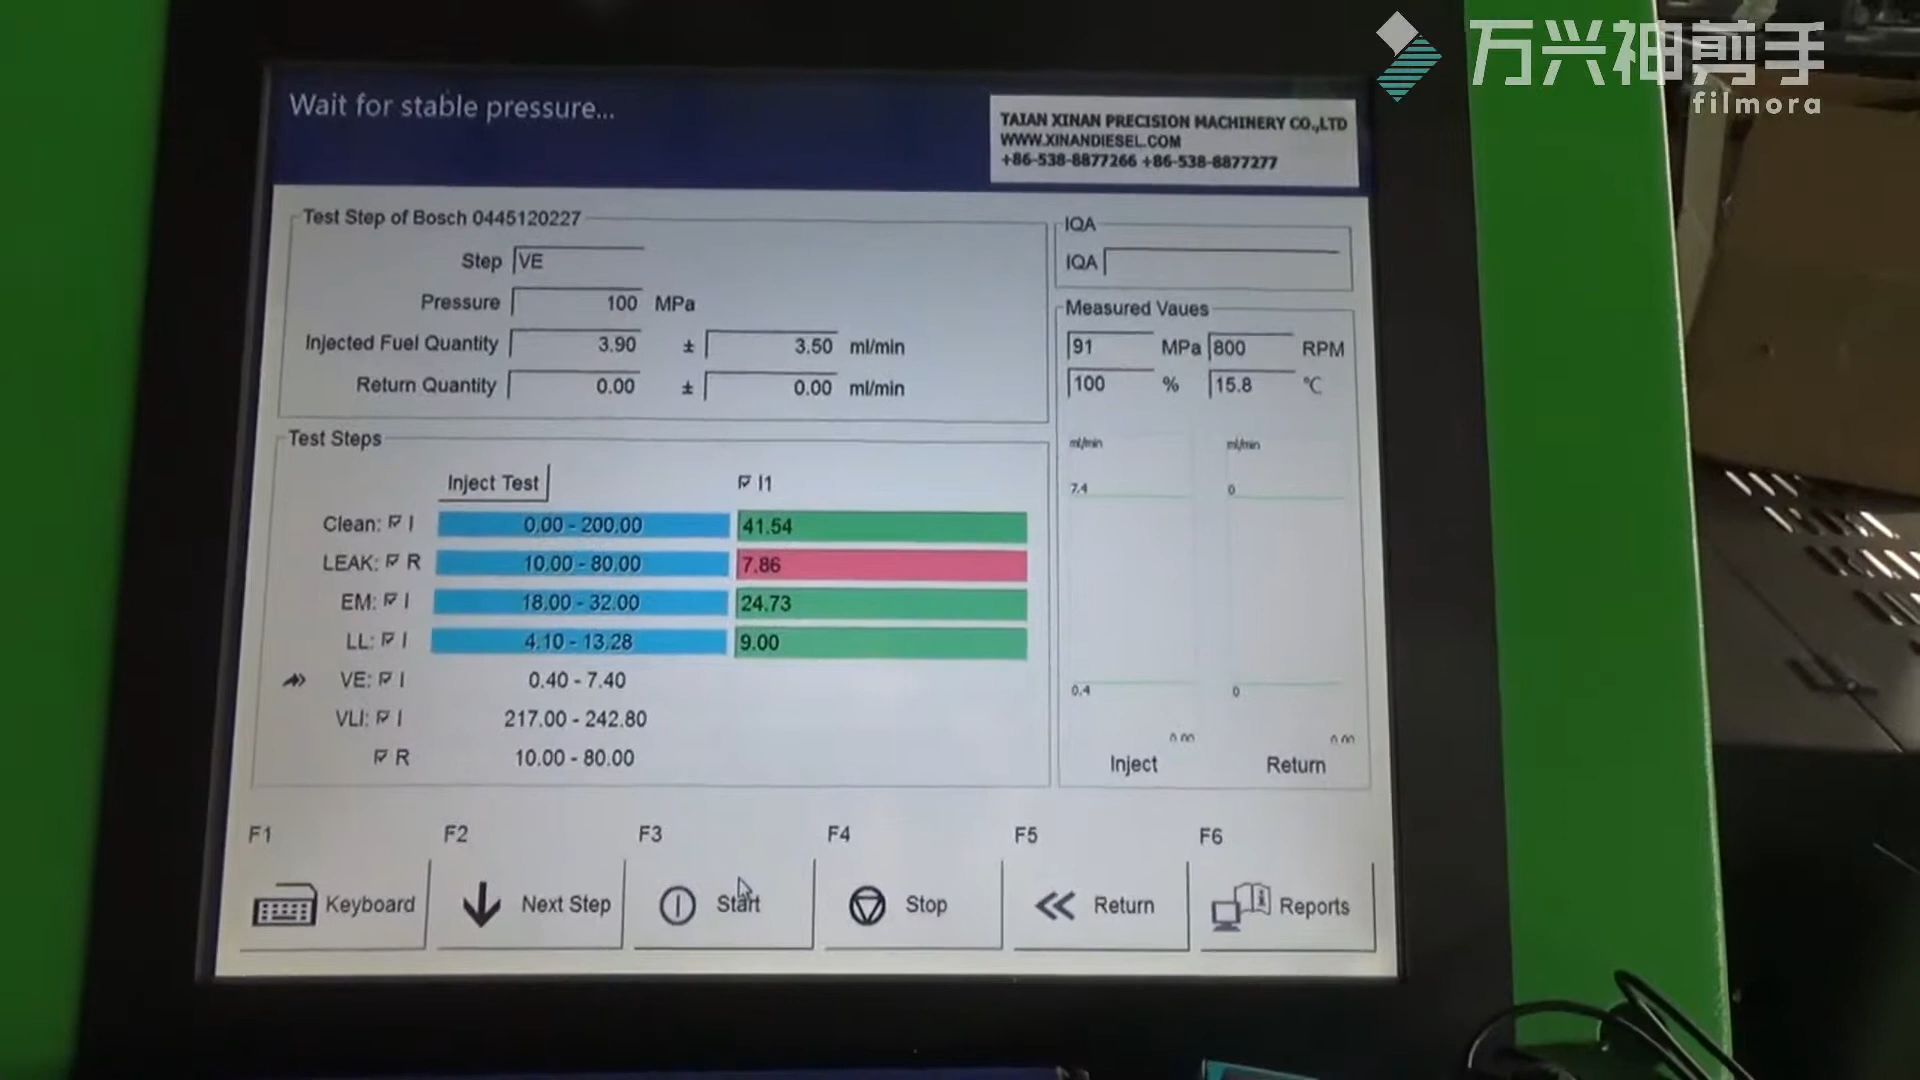 万兴神剪手
filmora
Wait for stable pressure...
TAIAN XINAN PRECISION MACHINERY CO.,LTD
WWW.XINANDIESEL.COM
+86-538-8877266 +86-538-8877277
Test Step of Bosch 0445120227
Step VE
Pressure 100 MPa
Injected Fuel Quantity 3.90 ± 3.50 ml/min
Return Quantity 0.00 ± 0.00 ml/min
IQA
IQA
Measured Vaues
91 MPa 800 RPM
100 % 15.8 ℃
ml/min ml/min
7.4 0
0.4 0
0.00 0.00
Inject Return
Test Steps
Inject Test I1
Clean: I 0.00 - 200.00 41.54
LEAK: R 10.00 - 80.00 7.86
EM: I 18.00 - 32.00 24.73
LL: I 4.10 - 13.28 9.00
VE: I 0.40 - 7.40
VLI: I 217.00 - 242.80
R 10.00 - 80.00
F1 F2 F3 F4 F5 F6
Keyboard Next Step Start Stop Return Reports